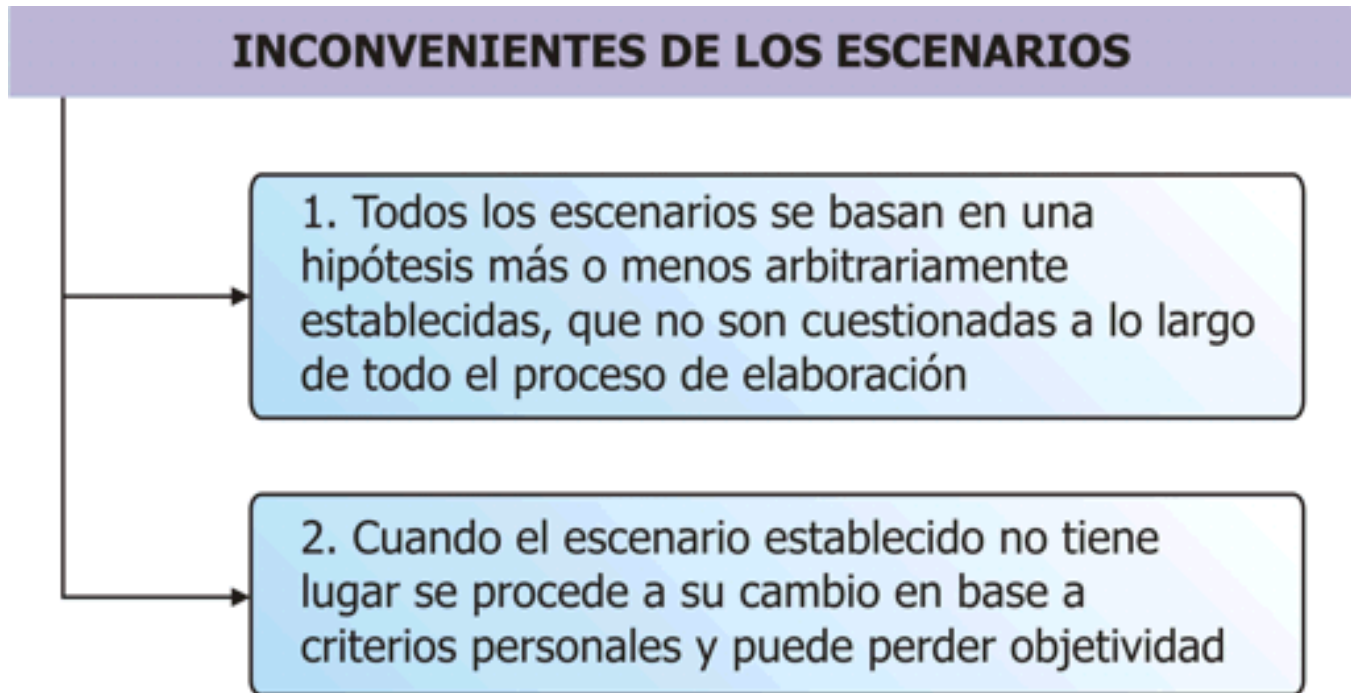 INCONVENIENTES DE LOS ESCENARIOS
1. Todos los escenarios se basan en una
hipótesis más o menos arbitrariamente
establecidas, que no son cuestionadas a lo largo
de todo el proceso de elaboración
2. Cuando el escenario establecido no tiene
lugar se procede a su cambio en base a
criterios personales y puede perder objetividad